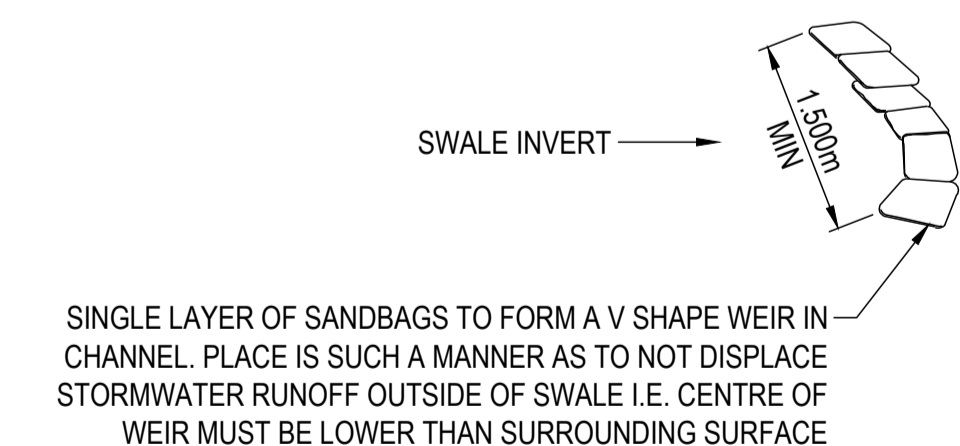 1.500m
MIN
SWALE INVERT
SINGLE LAYER OF SANDBAGS TO FORM A V SHAPE WEIR IN
CHANNEL. PLACE IS SUCH A MANNER AS TO NOT DISPLACE
STORMWATER RUNOFF OUTSIDE OF SWALE I.E. CENTRE OF
WEIR MUST BE LOWER THAN SURROUNDING SURFACE